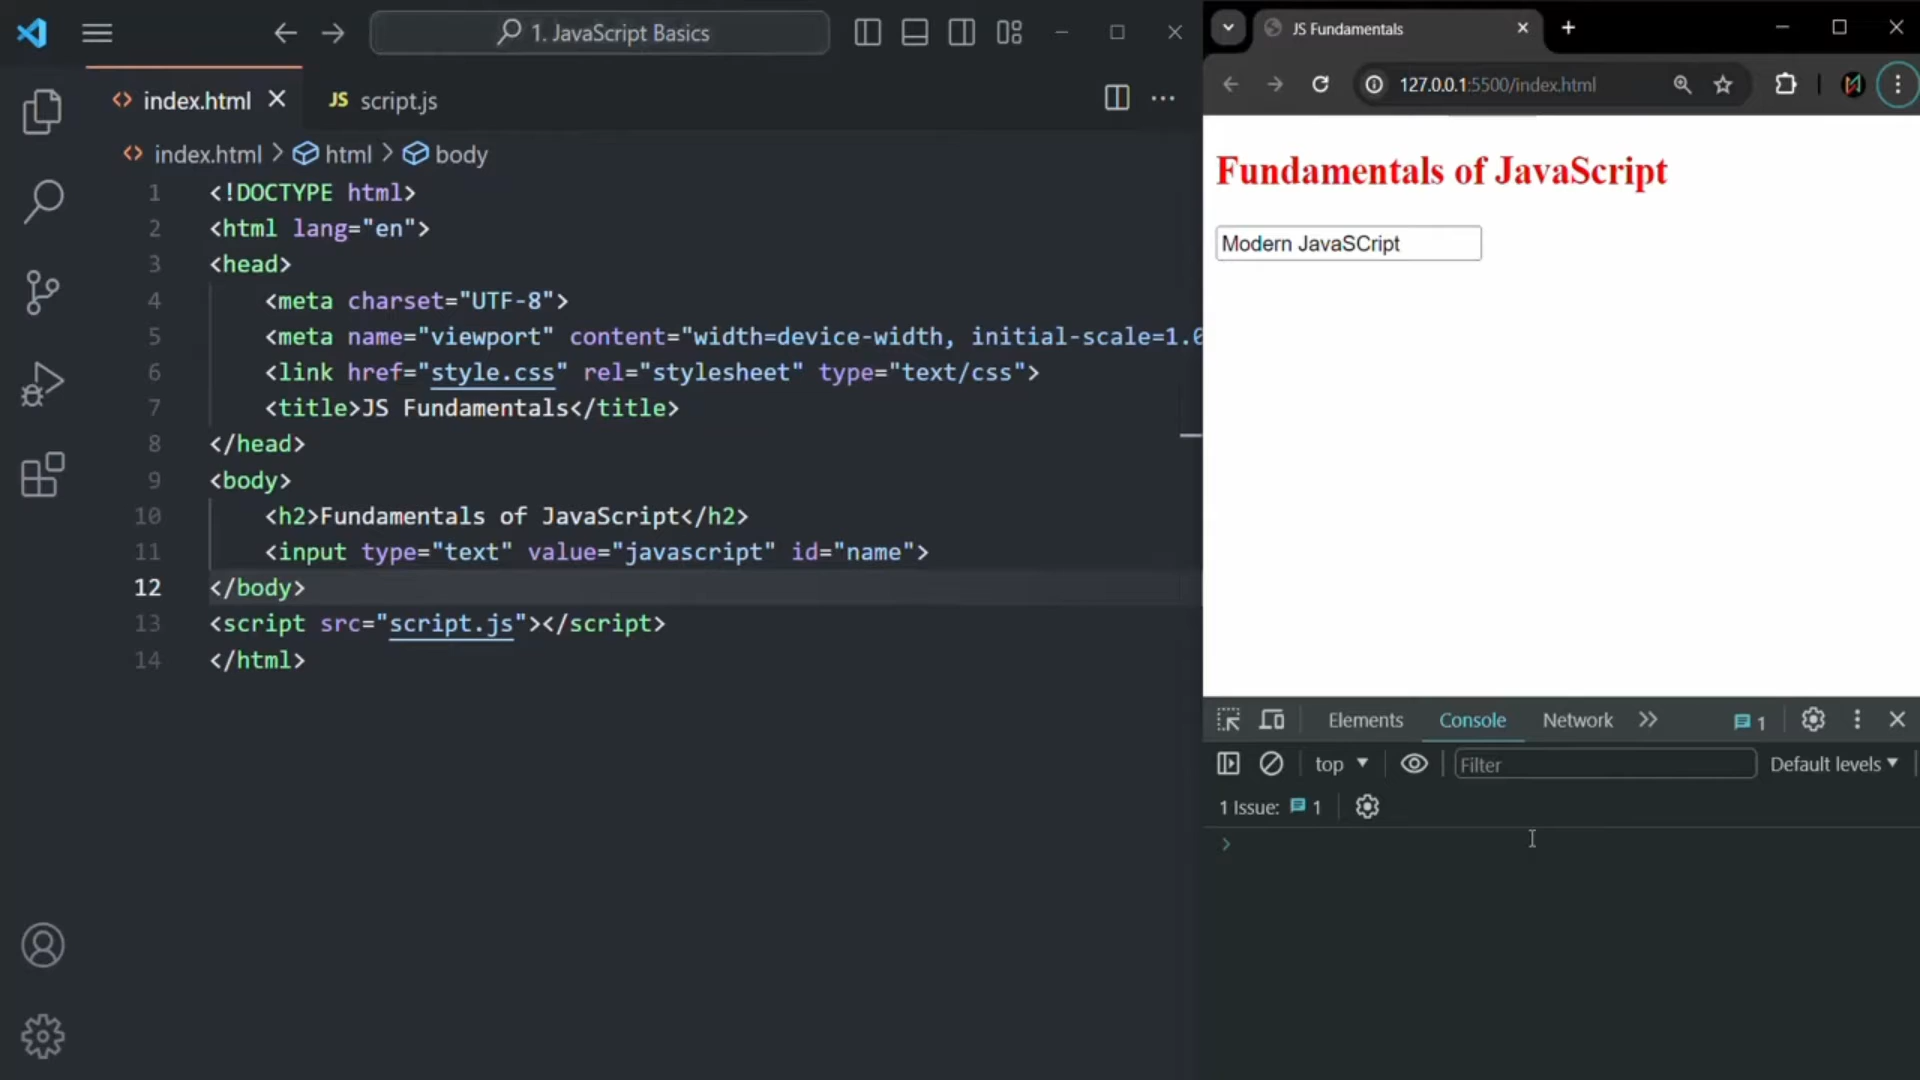 1. JavaScript Basics
index.html
JS script.js
index.html > html > body
1 <!DOCTYPE html>
2 <html lang="en">
3 <head>
4 <meta charset="UTF-8">
5 <meta name="viewport" content="width=device-width, initial-scale=1.0
6 <link href="style.css" rel="stylesheet" type="text/css">
7 <title>JS Fundamentals</title>
8 </head>
9 <body>
10 <h2>Fundamentals of JavaScript</h2>
11 <input type="text" value="javascript" id="name">
12 </body>
13 <script src="script.js"></script>
14 </html>
JS Fundamentals
127.0.0.1:5500/index.html
Fundamentals of JavaScript
Modern JavaSCript
Elements Console Network 1
top Filter Default levels
1 Issue: 1